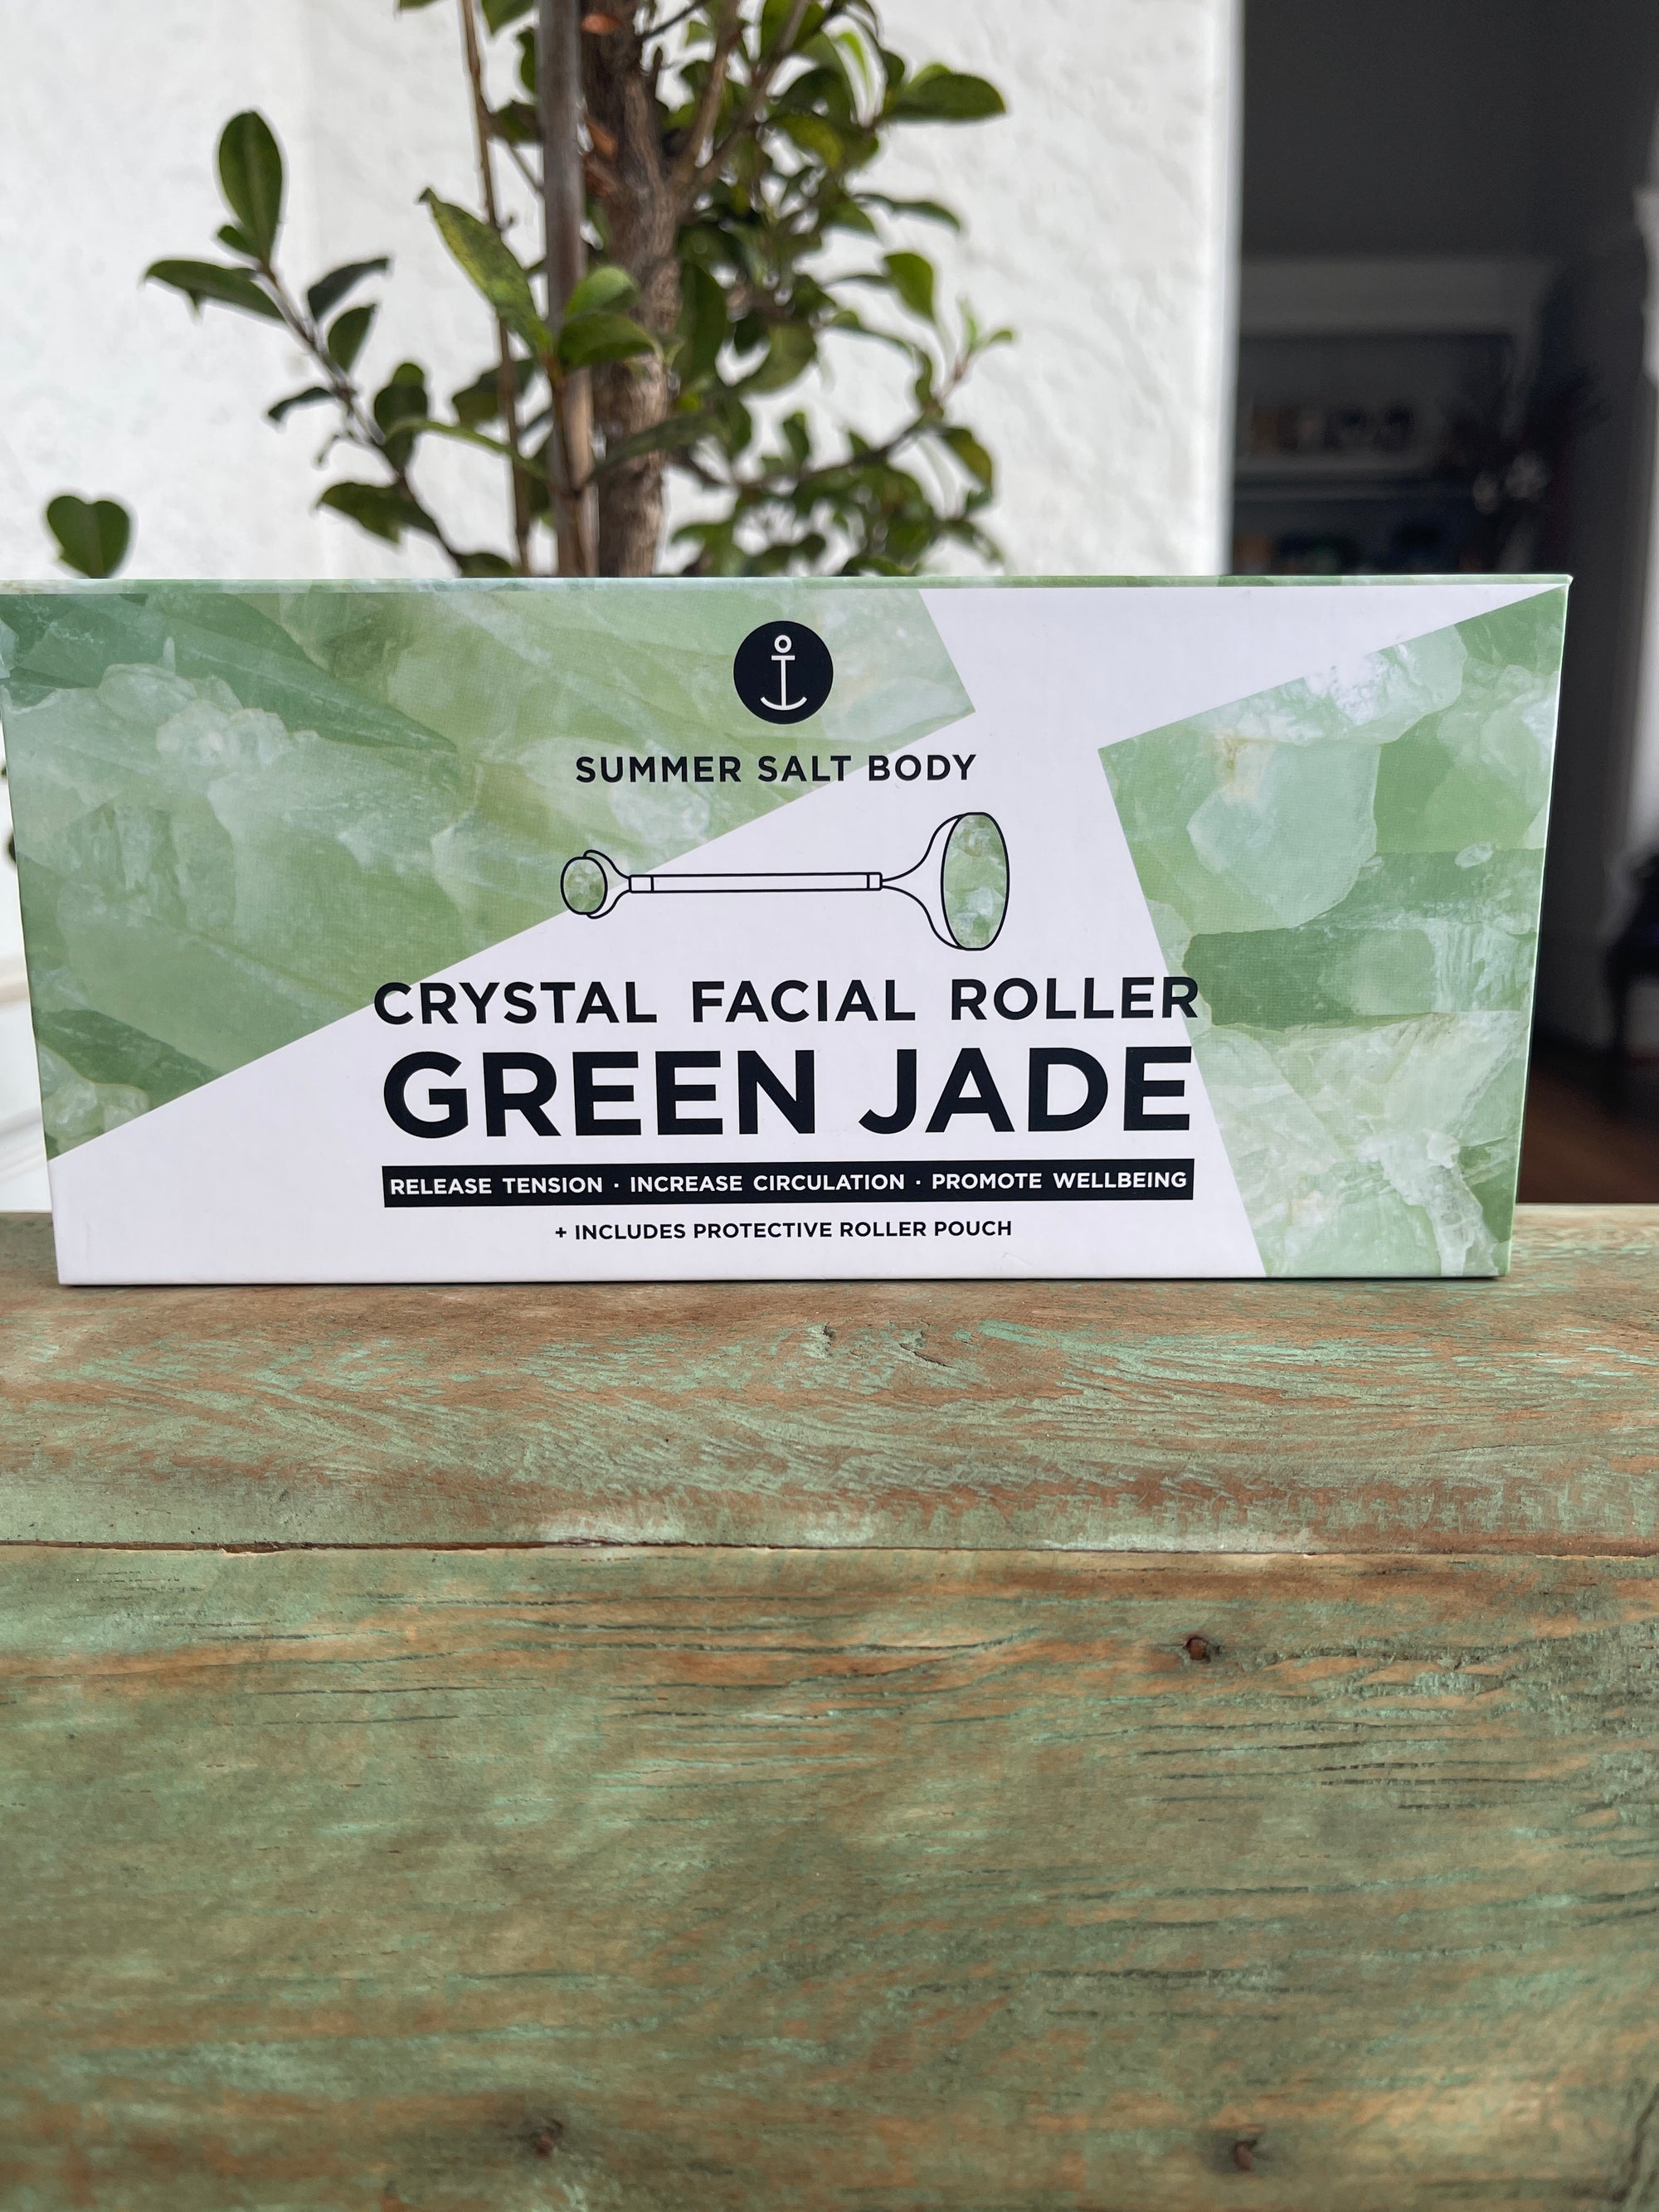 SUMMER SALT BODY
CRYSTAL FACIAL ROLLER
GREEN JADE
RELEASE TENSION · INCREASE CIRCULATION · PROMOTE WELLBEING
+ INCLUDES PROTECTIVE ROLLER POUCH